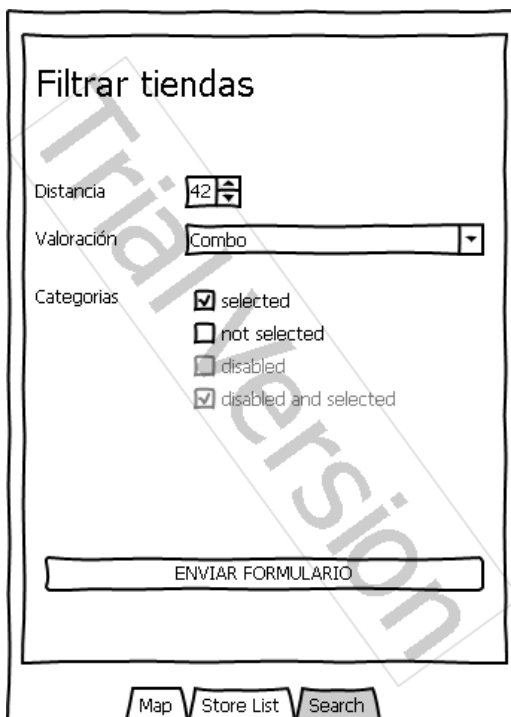 Filtrar tiendas
Distancia 42
Valoración Combo
Categorias selected
not selected
disabled
disabled and selected
ENVIAR FORMULARIO
Map Store List Search
Trial Version